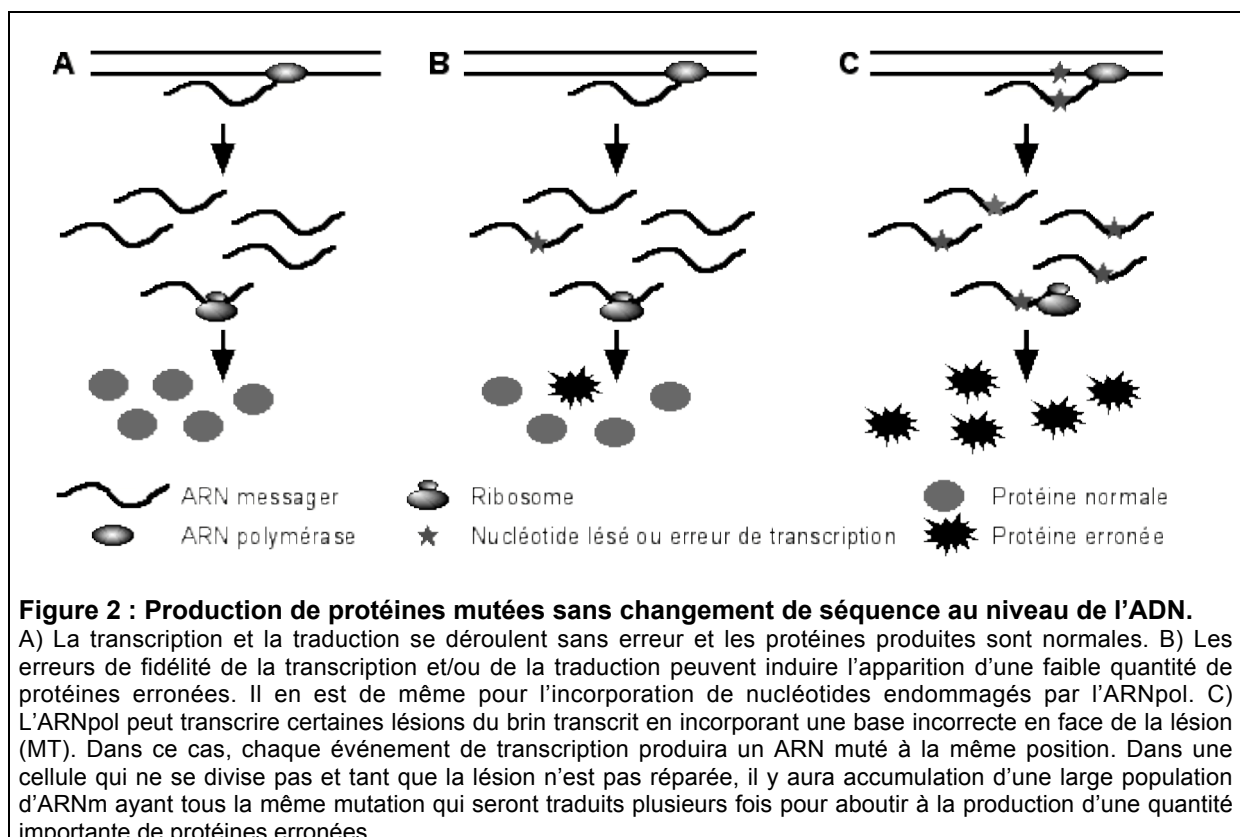 A B C
ARN messager Ribosome Protéine normale
ARN polymérase Nucléotide lésé ou erreur de transcription Protéine erronée
Figure 2 : Production de protéines mutées sans changement de séquence au niveau de l’ADN.
A) La transcription et la traduction se déroulent sans erreur et les protéines produites sont normales. B) Les
erreurs de fidélité de la transcription et/ou de la traduction peuvent induire l’apparition d’une faible quantité de
protéines erronées. Il en est de même pour l’incorporation de nucléotides endommagés par l’ARNpol. C)
L’ARNpol peut transcrire certaines lésions du brin transcrit en incorporant une base incorrecte en face de la lésion
(MT). Dans ce cas, chaque événement de transcription produira un ARN muté à la même position. Dans une
cellule qui ne se divise pas et tant que la lésion n’est pas réparée, il y aura accumulation d’une large population
d’ARNm ayant tous la même mutation qui seront traduits plusieurs fois pour aboutir à la production d’une quantité
importante de protéines erronées